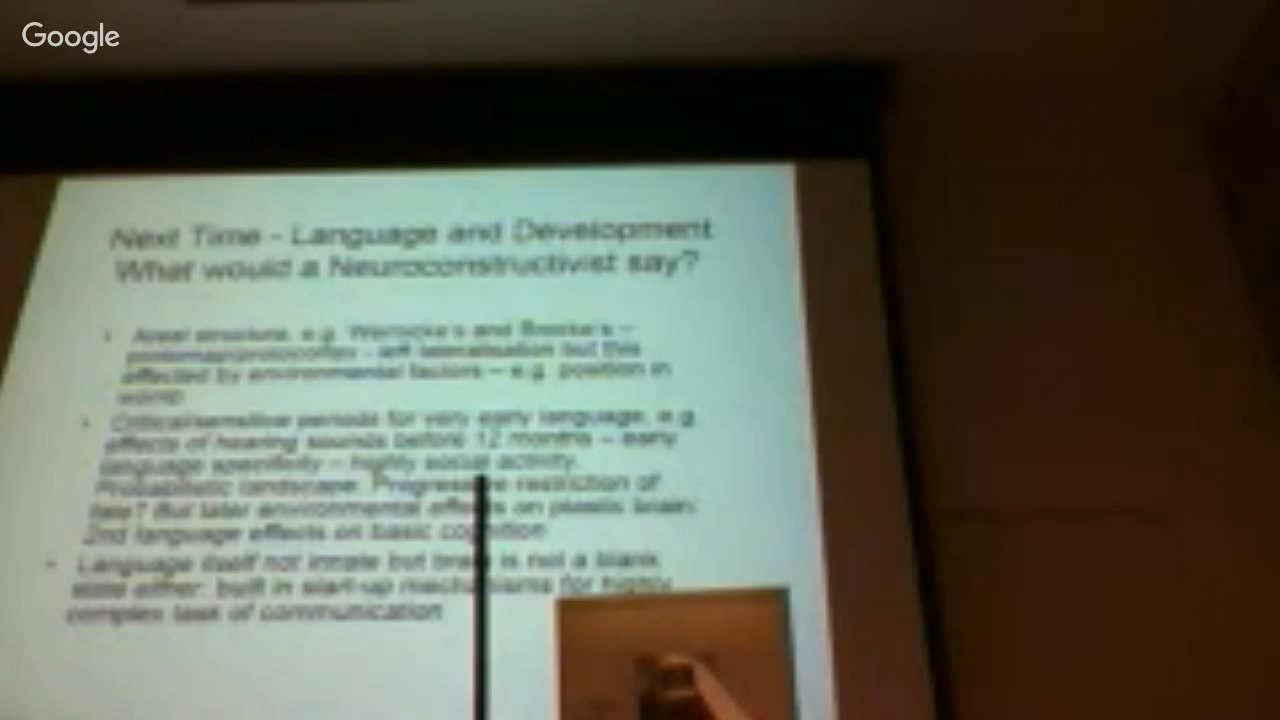 Google
Next Time - Language and Development
What would a Neuroconstructivist say?
• Areal structure, e.g. Wernicke's and Broca's –
protomap/protocortex - left lateralisation but this
affected by environmental factors – e.g. position in
womb
• Critical/sensitive periods for very early language, e.g.
effects of hearing sounds before 12 months – early
language specificity – highly social activity.
Probabilistic landscape. Progressive restriction of
fate? But later environmental effects on plastic brain:
2nd language effects on basic cognition
• Language itself not innate but brain is not a blank
slate either: built in start-up mechanisms for highly
complex task of communication